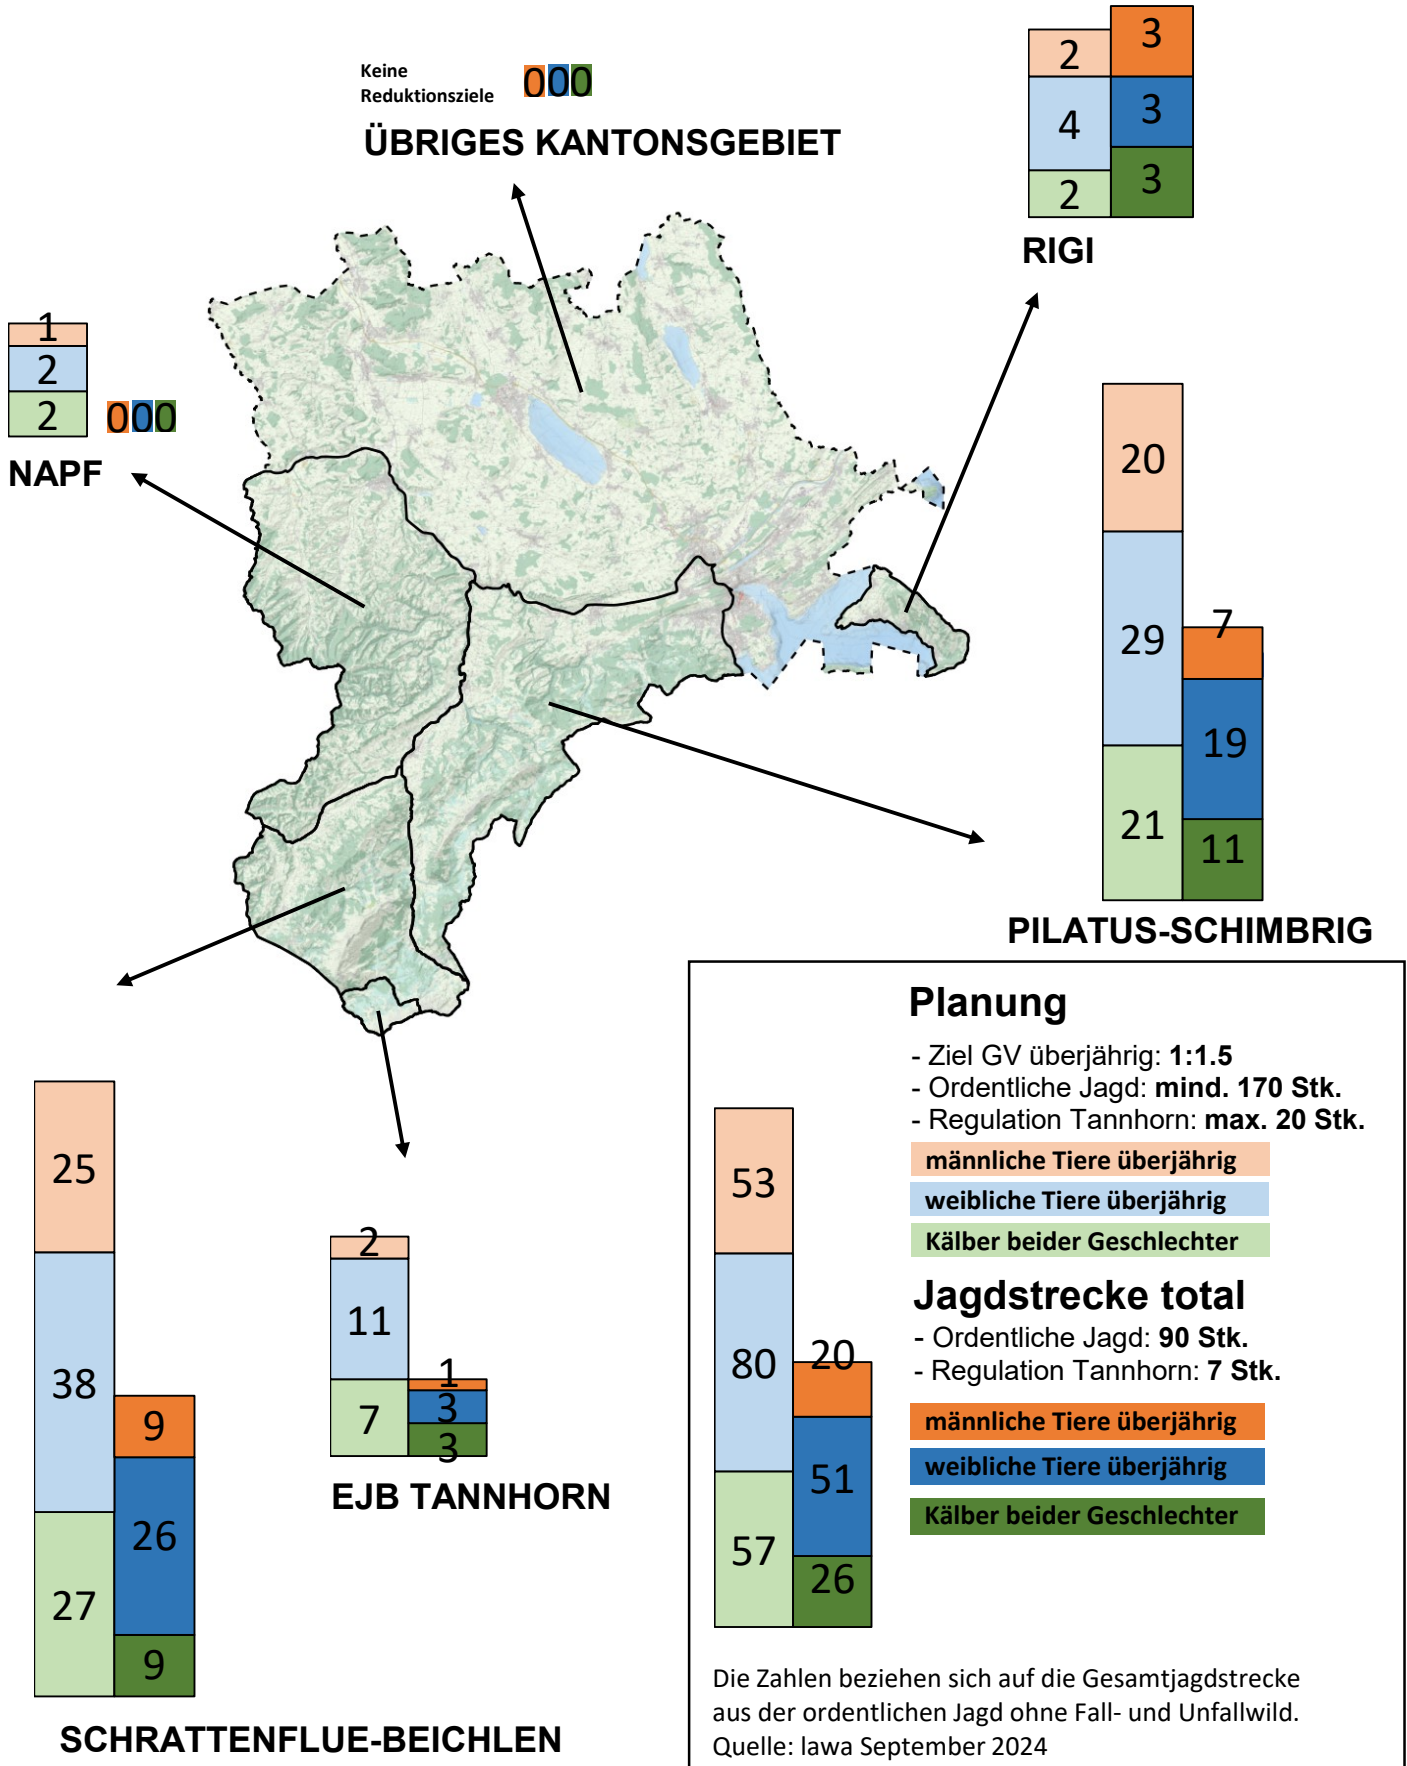 Keine
Reduktionsziele
0 0 0
ÜBRIGES KANTONSGEBIET
2
4
2
3
3
3
RIGI
1
2
2
0 0 0
NAPF
20
29
21
7
19
11
PILATUS-SCHIMBRIG
25
38
27
9
26
9
SCHRATTENFLUE-BEICHLEN
2
11
7
1
3
3
EJB TANNHORN
53
80
57
20
51
26
Planung
- Ziel GV überjährig: 1:1.5
- Ordentliche Jagd: mind. 170 Stk.
- Regulation Tannhorn: max. 20 Stk.
männliche Tiere überjährig
weibliche Tiere überjährig
Kälber beider Geschlechter
Jagdstrecke total
- Ordentliche Jagd: 90 Stk.
- Regulation Tannhorn: 7 Stk.
männliche Tiere überjährig
weibliche Tiere überjährig
Kälber beider Geschlechter
Die Zahlen beziehen sich auf die Gesamtjagdstrecke
aus der ordentlichen Jagd ohne Fall- und Unfallwild.
Quelle: lawa September 2024